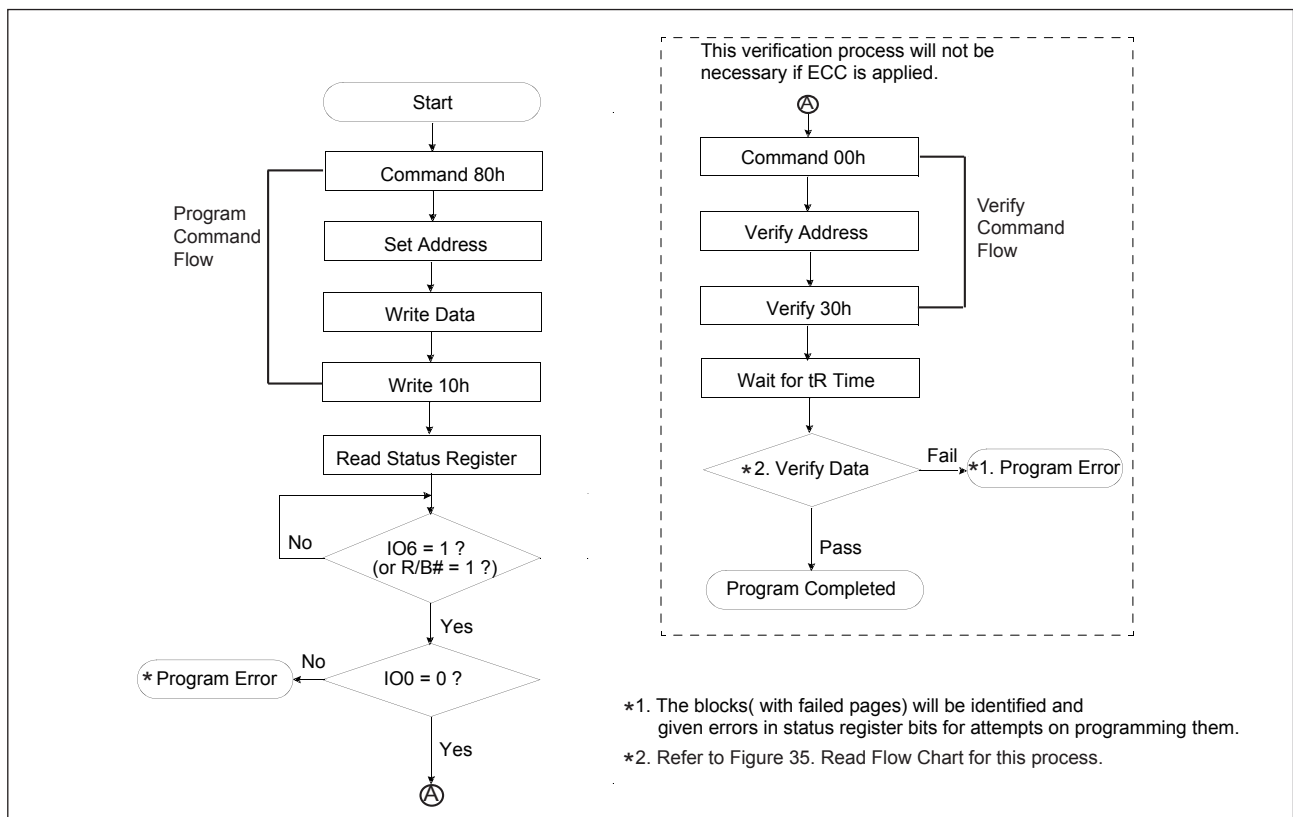 Start
Command 80h
Program
Command
Flow
Set Address
Write Data
Write 10h
Read Status Register
No
IO6 = 1 ?
(or R/B# = 1 ?)
Yes
No
* Program Error
IO0 = 0 ?
Yes
A
This verification process will not be
necessary if ECC is applied.
A
Command 00h
Verify
Command
Flow
Verify Address
Verify 30h
Wait for tR Time
*2. Verify Data
Fail
*1. Program Error
Pass
Program Completed
*1. The blocks( with failed pages) will be identified and
given errors in status register bits for attempts on programming them.
*2. Refer to Figure 35. Read Flow Chart for this process.